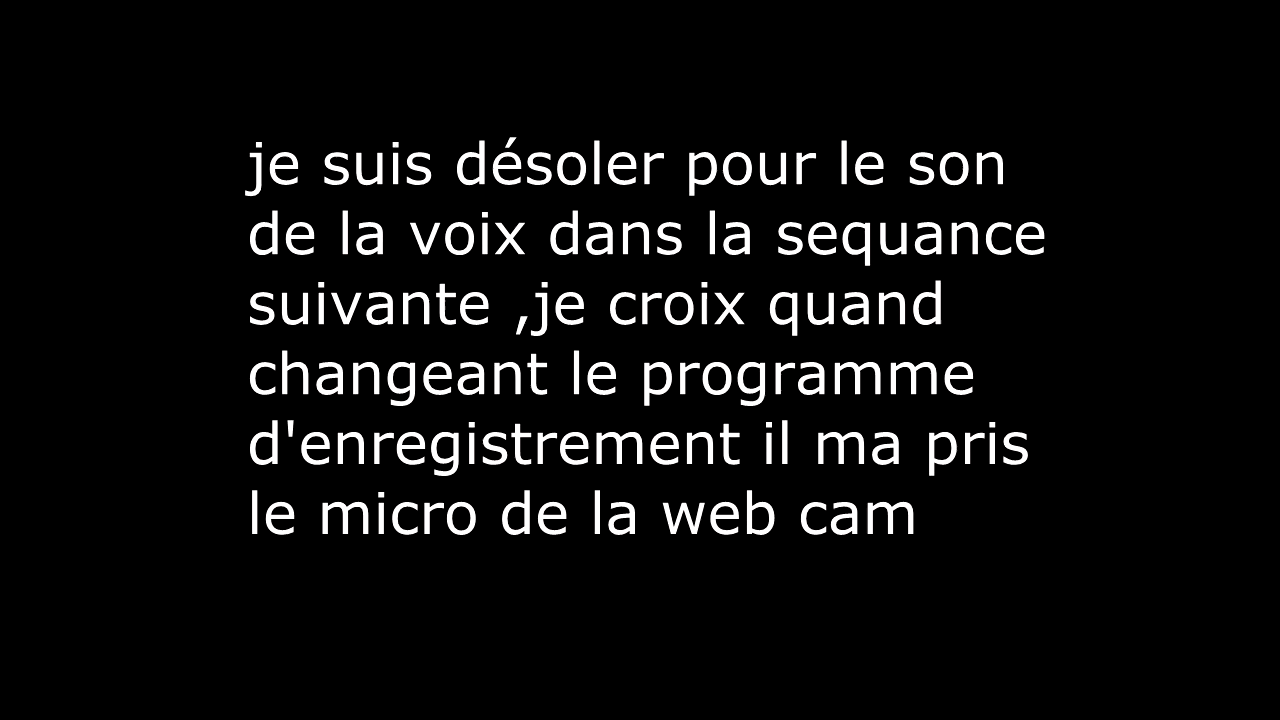 je suis désoler pour le son
de la voix dans la sequance
suivante ,je croix quand
changeant le programme
d'enregistrement il ma pris
le micro de la web cam